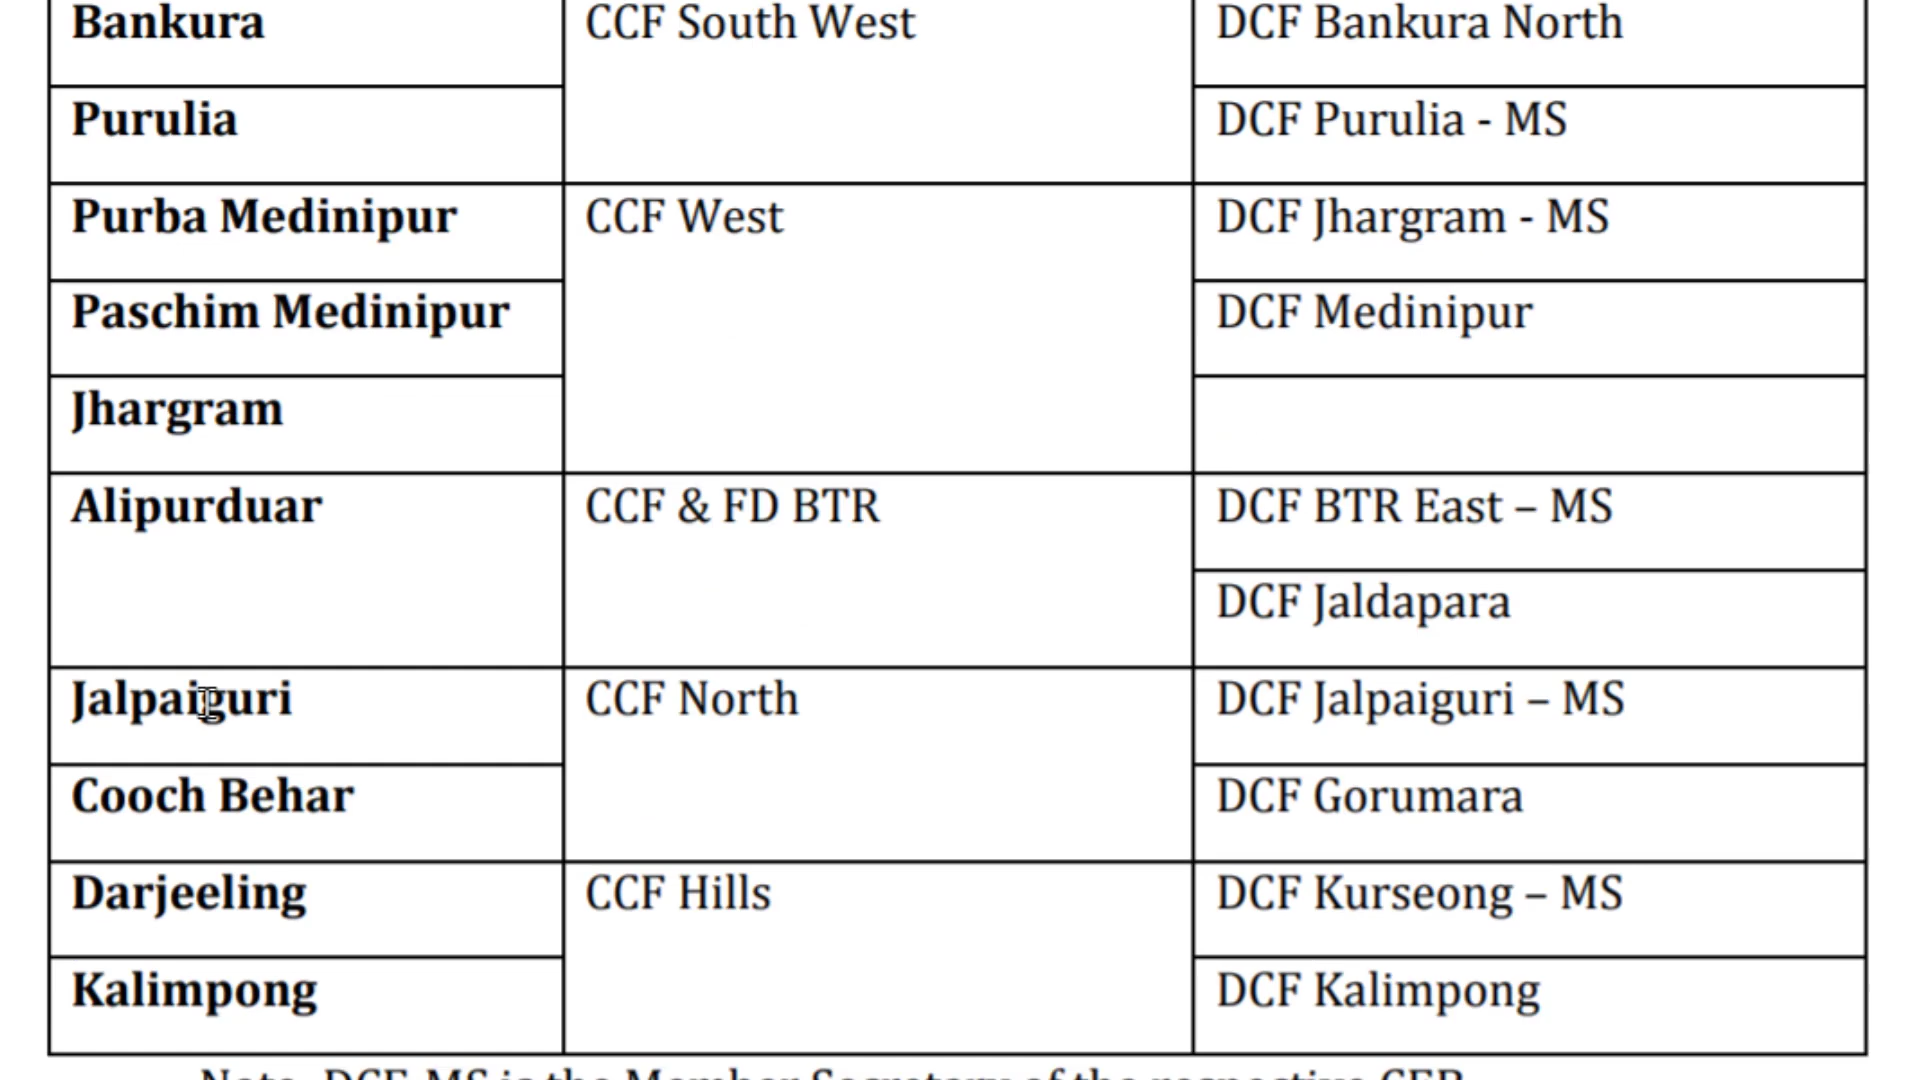 Bankura CCF South West DCF Bankura North
Purulia DCF Purulia - MS
Purba Medinipur CCF West DCF Jhargram - MS
Paschim Medinipur DCF Medinipur
Jhargram
Alipurduar CCF & FD BTR DCF BTR East – MS
DCF Jaldapara
Jalpaiguri CCF North DCF Jalpaiguri – MS
Cooch Behar DCF Gorumara
Darjeeling CCF Hills DCF Kurseong – MS
Kalimpong DCF Kalimpong
Note- DCF-MS is the Member Secretary of the respective